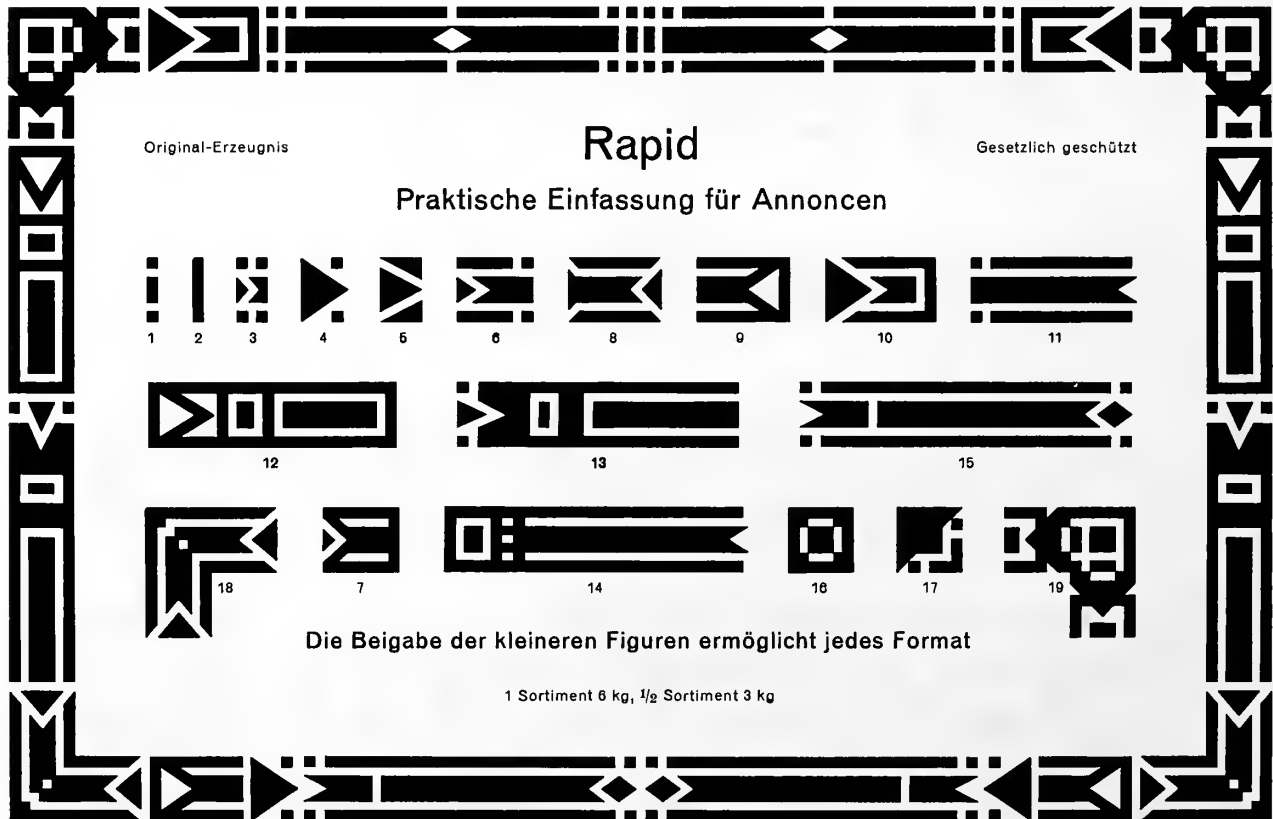 Original-Erzeugnis
Rapid
Gesetzlich geschützt
Praktische Einfassung für Annoncen
1 2 3 4 5 6 8 9 10 11
12 13 15
18 7 14 16 17 19
Die Beigabe der kleineren Figuren ermöglicht jedes Format
1 Sortiment 6 kg, 1/2 Sortiment 3 kg